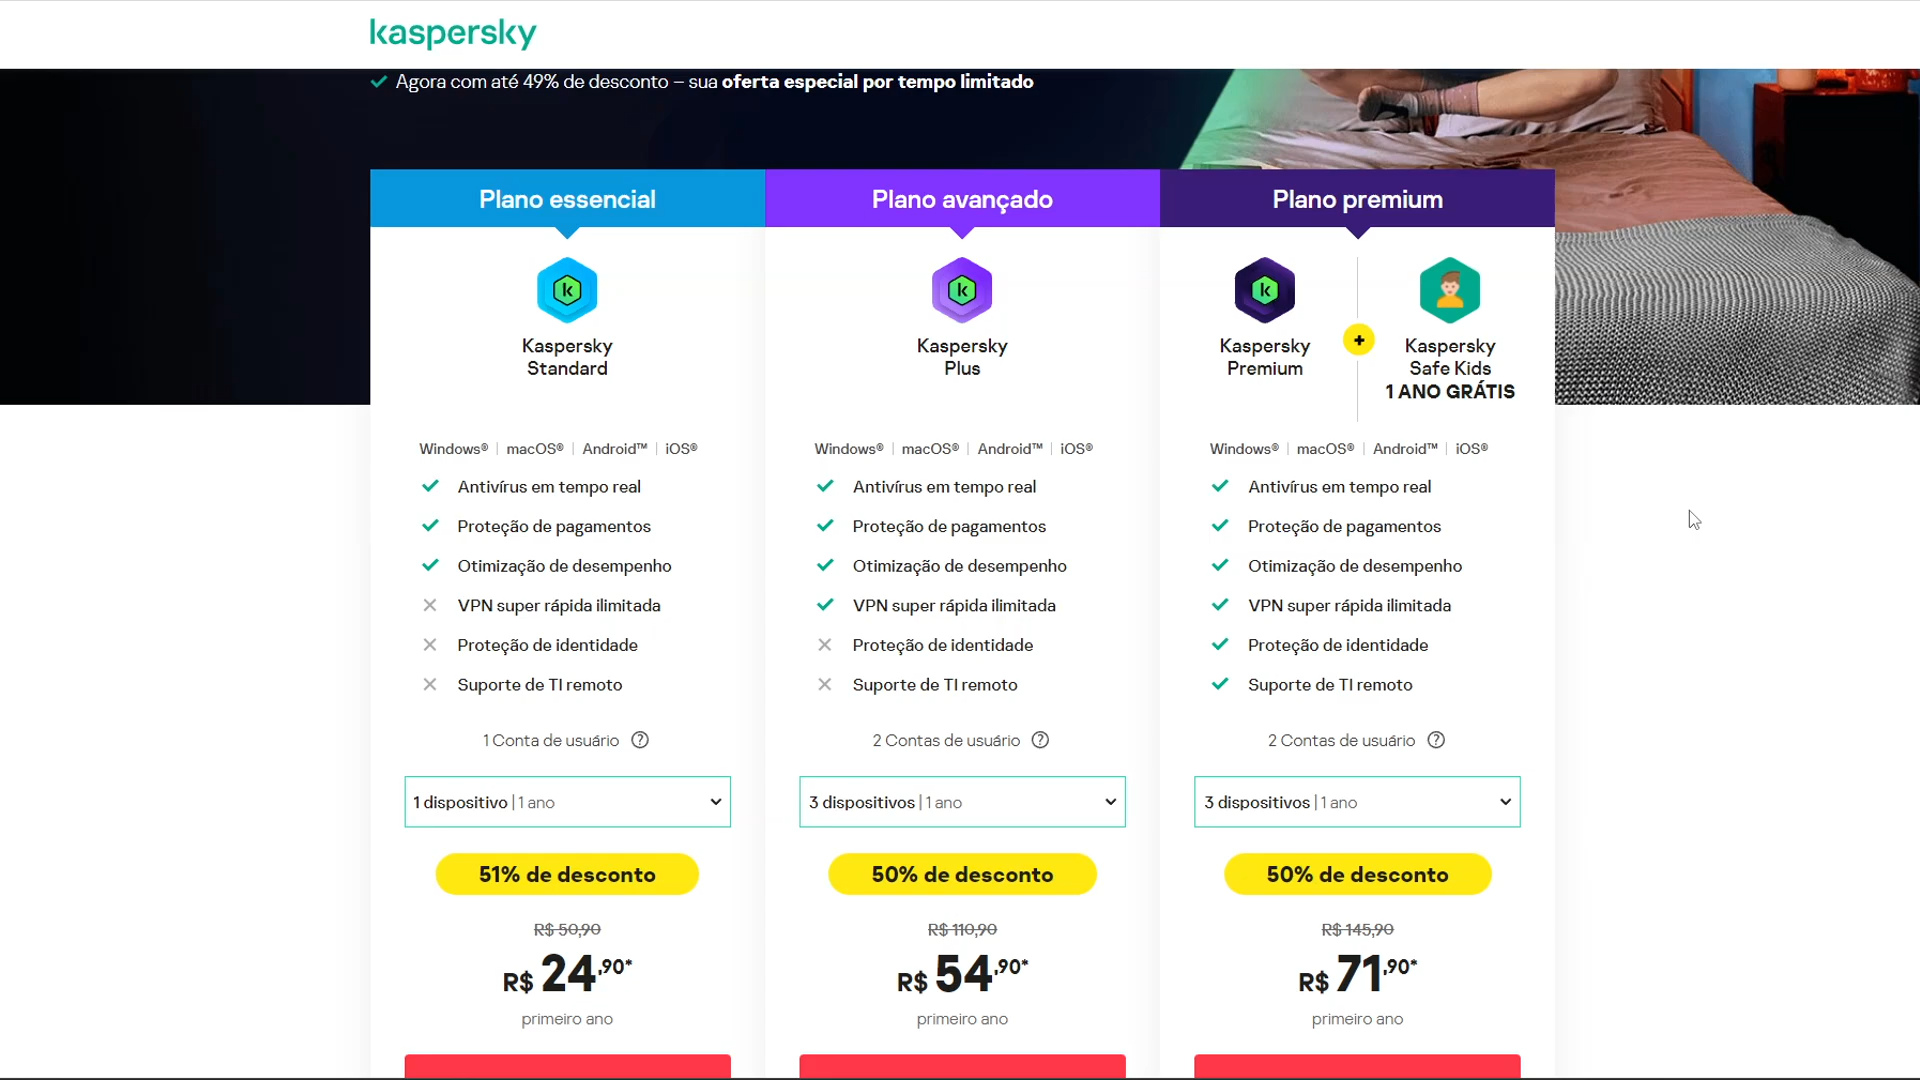 kaspersky
Agora com até 49% de desconto – sua oferta especial por tempo limitado
Plano essencial
Kaspersky
Standard
Windows® | macOS® | Android™ | iOS®
Antivírus em tempo real
Proteção de pagamentos
Otimização de desempenho
VPN super rápida ilimitada
Proteção de identidade
Suporte de TI remoto
1 Conta de usuário ?
1 dispositivo | 1 ano
51% de desconto
R$ 50,90
R$ 24,90*
primeiro ano
Plano avançado
Kaspersky
Plus
Windows® | macOS® | Android™ | iOS®
Antivírus em tempo real
Proteção de pagamentos
Otimização de desempenho
VPN super rápida ilimitada
Proteção de identidade
Suporte de TI remoto
2 Contas de usuário ?
3 dispositivos | 1 ano
50% de desconto
R$ 110,90
R$ 54,90*
primeiro ano
Plano premium
Kaspersky
Premium
+
Kaspersky
Safe Kids
1 ANO GRÁTIS
Windows® | macOS® | Android™ | iOS®
Antivírus em tempo real
Proteção de pagamentos
Otimização de desempenho
VPN super rápida ilimitada
Proteção de identidade
Suporte de TI remoto
2 Contas de usuário ?
3 dispositivos | 1 ano
50% de desconto
R$ 145,90
R$ 71,90*
primeiro ano